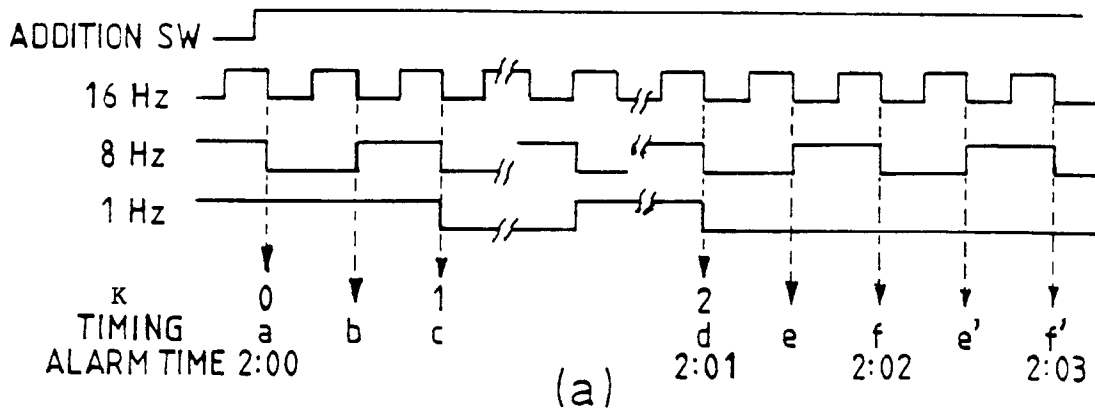 ADDITION SW
16 Hz
8 Hz
1 Hz
K 0 1 2
TIMING a b c d e f e' f'
ALARM TIME 2:00 2:01 2:02 2:03
(a)